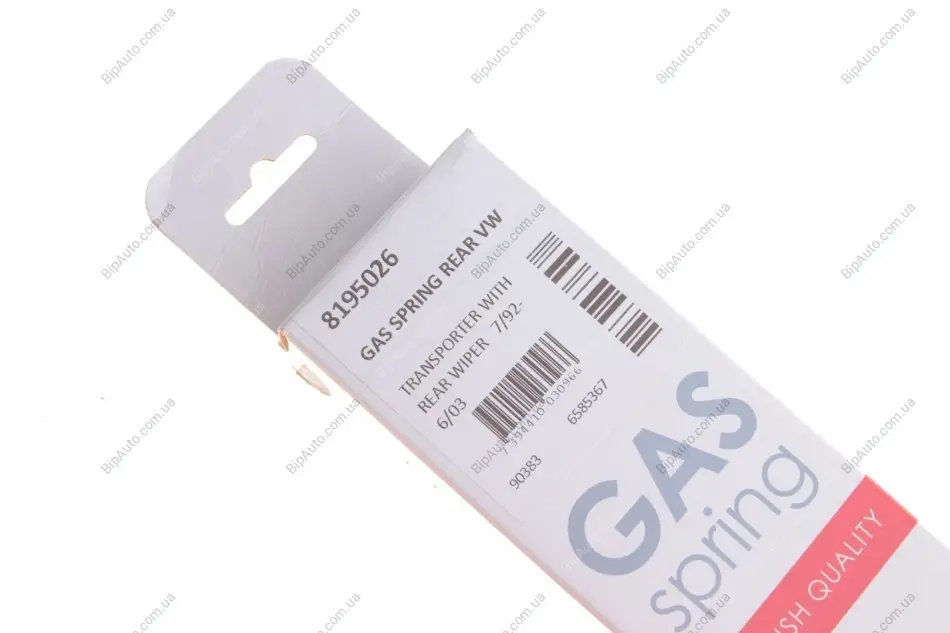 8195026
GAS SPRING REAR VW
TRANSPORTER WITH
REAR WIPER 7/92-
6/03
7 394410 030966
90383
6585367
GAS
spring
QUALITY
BipAuto.com.ua